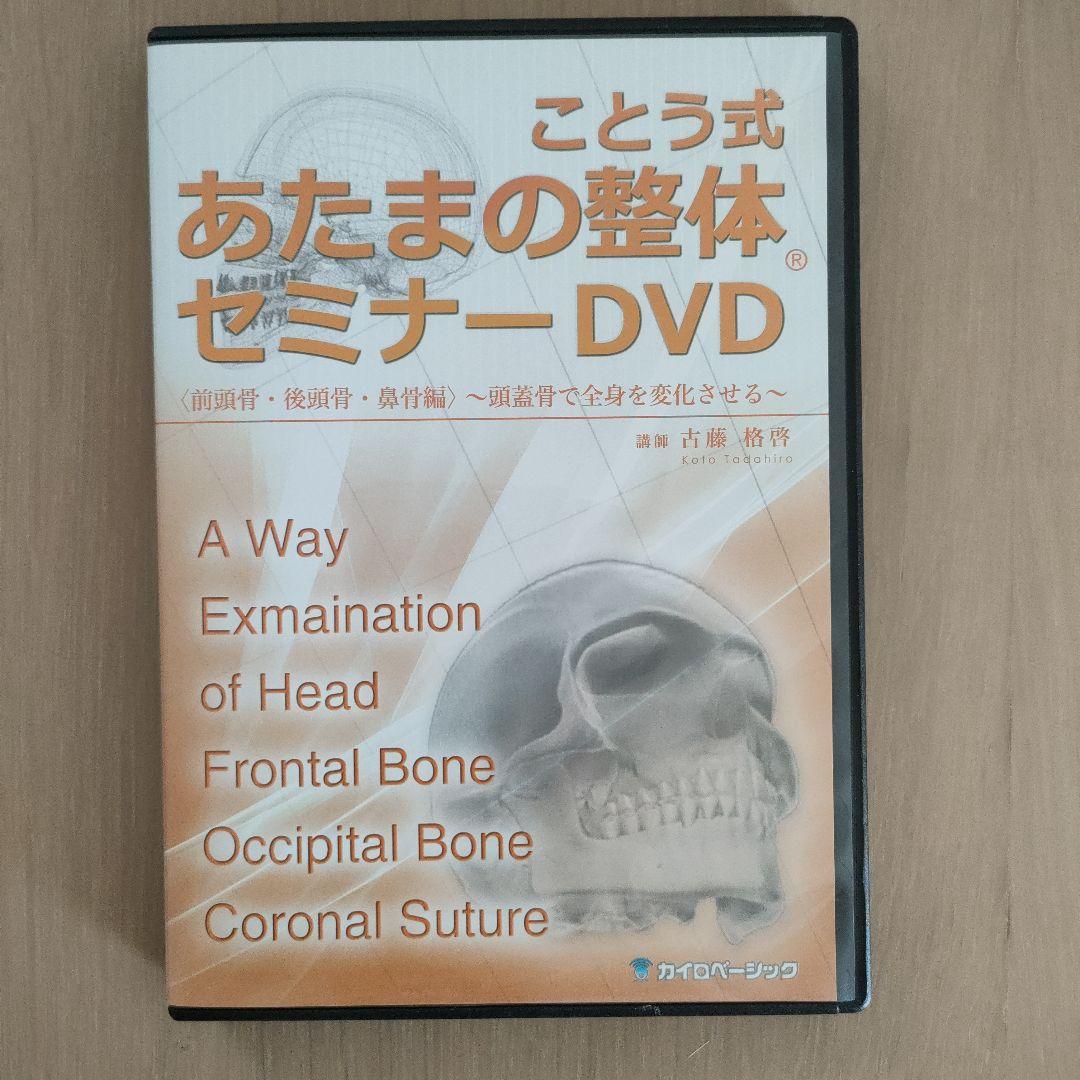 ことう式
あたまの整体®
セミナーDVD
〈前頭骨・後頭骨・鼻骨編〉～頭蓋骨で全身を変化させる～
講師 古藤 格啓
Koto Tadahiro
A Way
Exmaination
of Head
Frontal Bone
Occipital Bone
Coronal Suture
カイロベーシック